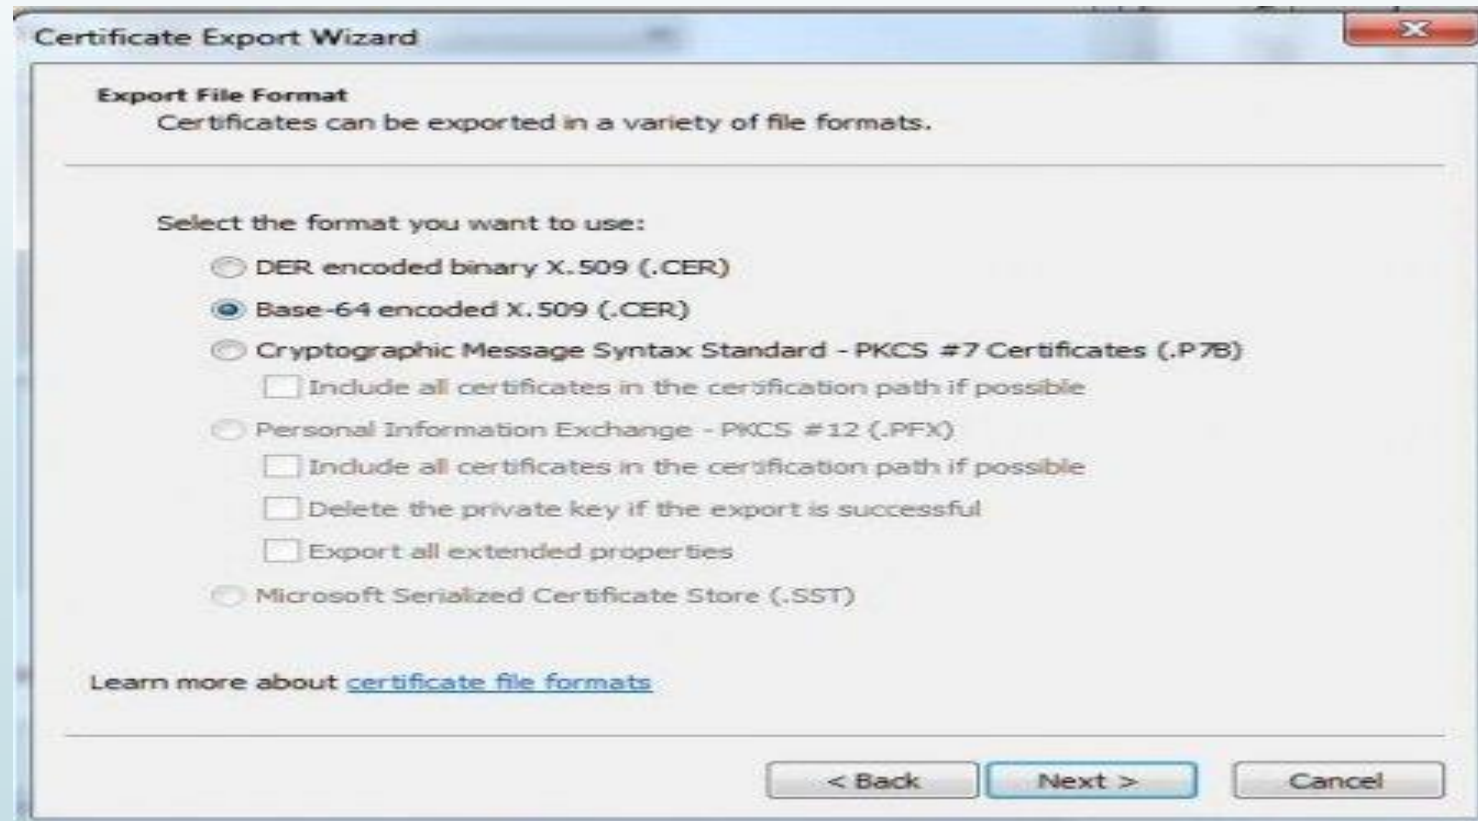 Certificate Export Wizard
Export File Format
Certificates can be exported in a variety of file formats.
Select the format you want to use:
DER encoded binary X.509 (.CER)
Base-64 encoded X.509 (.CER)
Cryptographic Message Syntax Standard - PKCS #7 Certificates (.P7B)
Include all certificates in the certification path if possible
Personal Information Exchange - PKCS #12 (.PFX)
Include all certificates in the certification path if possible
Delete the private key if the export is successful
Export all extended properties
Microsoft Serialized Certificate Store (.SST)
Learn more about certificate file formats
< Back Next > Cancel